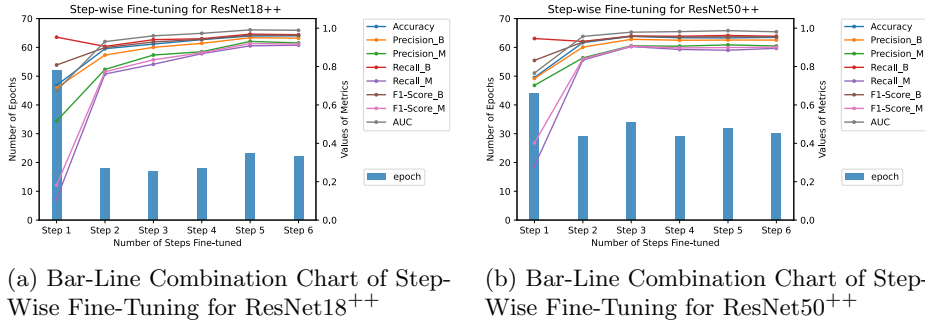 Step-wise Fine-tuning for ResNet18++
70
60
50
40
30
20
10
0
Number of Epochs
Step 1 Step 2 Step 3 Step 4 Step 5 Step 6
Number of Steps Fine-tuned
1.0
0.8
0.6
0.4
0.2
0.0
Values of Metrics
Accuracy
Precision_B
Precision_M
Recall_B
Recall_M
F1-Score_B
F1-Score_M
AUC
epoch
(a) Bar-Line Combination Chart of Step-
Wise Fine-Tuning for ResNet18++
Step-wise Fine-tuning for ResNet50++
70
60
50
40
30
20
10
0
Number of Epochs
Step 1 Step 2 Step 3 Step 4 Step 5 Step 6
Number of Steps Fine-tuned
1.0
0.8
0.6
0.4
0.2
0.0
Values of Metrics
Accuracy
Precision_B
Precision_M
Recall_B
Recall_M
F1-Score_B
F1-Score_M
AUC
epoch
(b) Bar-Line Combination Chart of Step-
Wise Fine-Tuning for ResNet50++